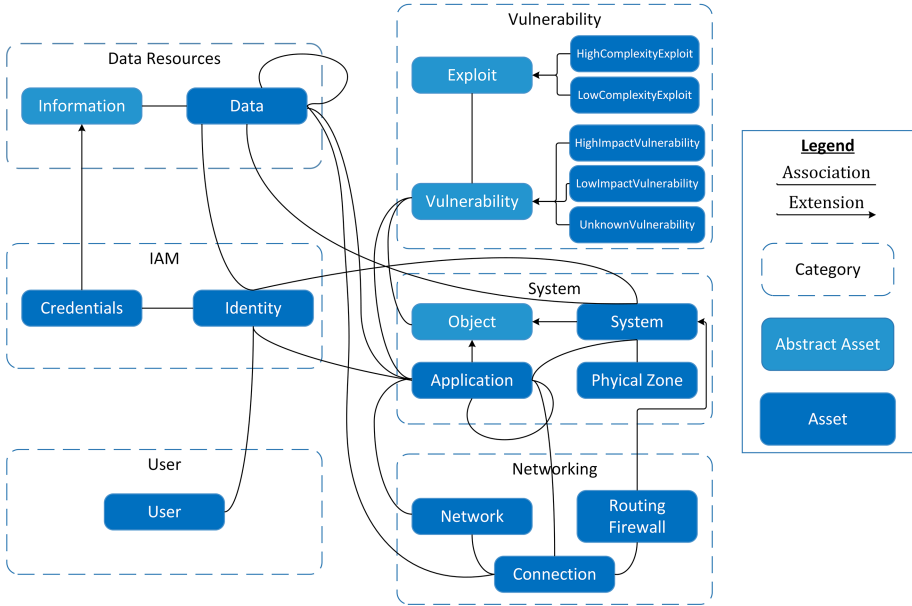 Data Resources
Information
Data
IAM
Credentials
Identity
User
User
Vulnerability
Exploit
HighComplexityExploit
LowComplexityExploit
HighImpactVulnerability
Vulnerability
LowImpactVulnerability
UnknownVulnerability
System
Object
System
Application
Phyical Zone
Networking
Network
Routing
Firewall
Connection
Legend
Association
Extension
Category
Abstract Asset
Asset